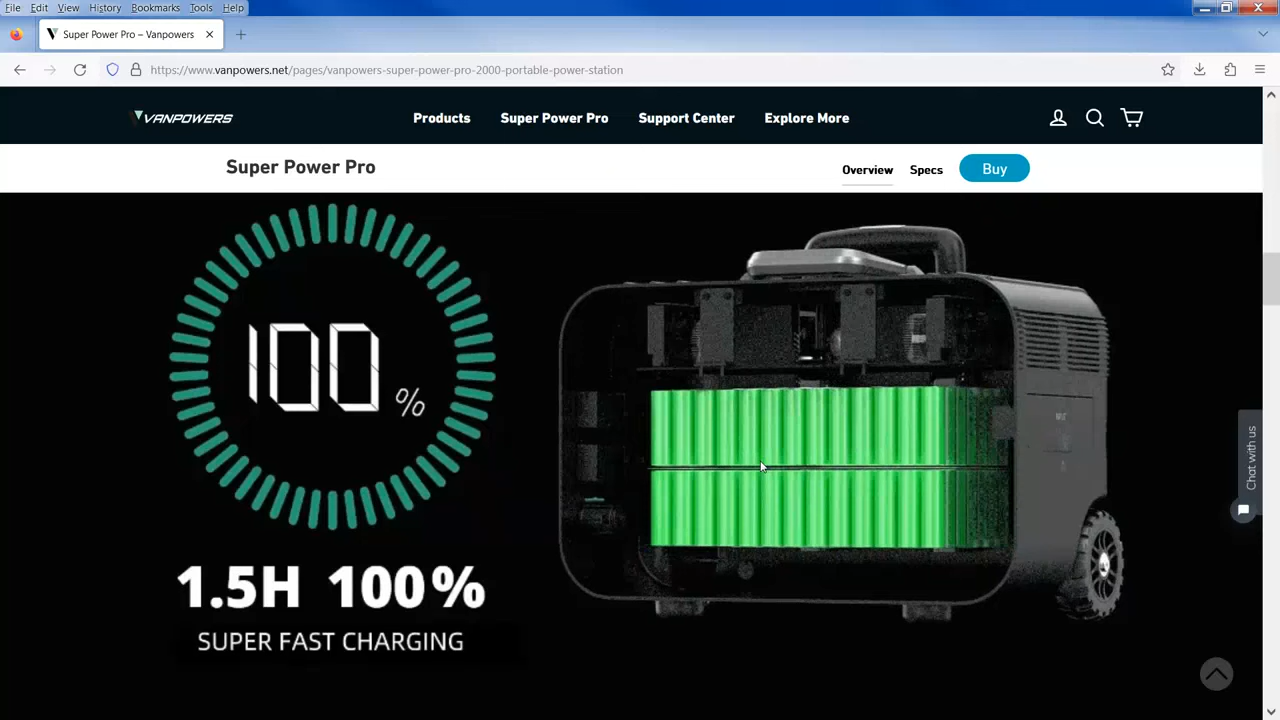 File Edit View History Bookmarks Tools Help
Super Power Pro – Vanpowers
https://www.vanpowers.net/pages/vanpowers-super-power-pro-2000-portable-power-station
VANPOWERS Products Super Power Pro Support Center Explore More
Super Power Pro Overview Specs Buy
100 %
Chat with us
1.5H 100%
SUPER FAST CHARGING